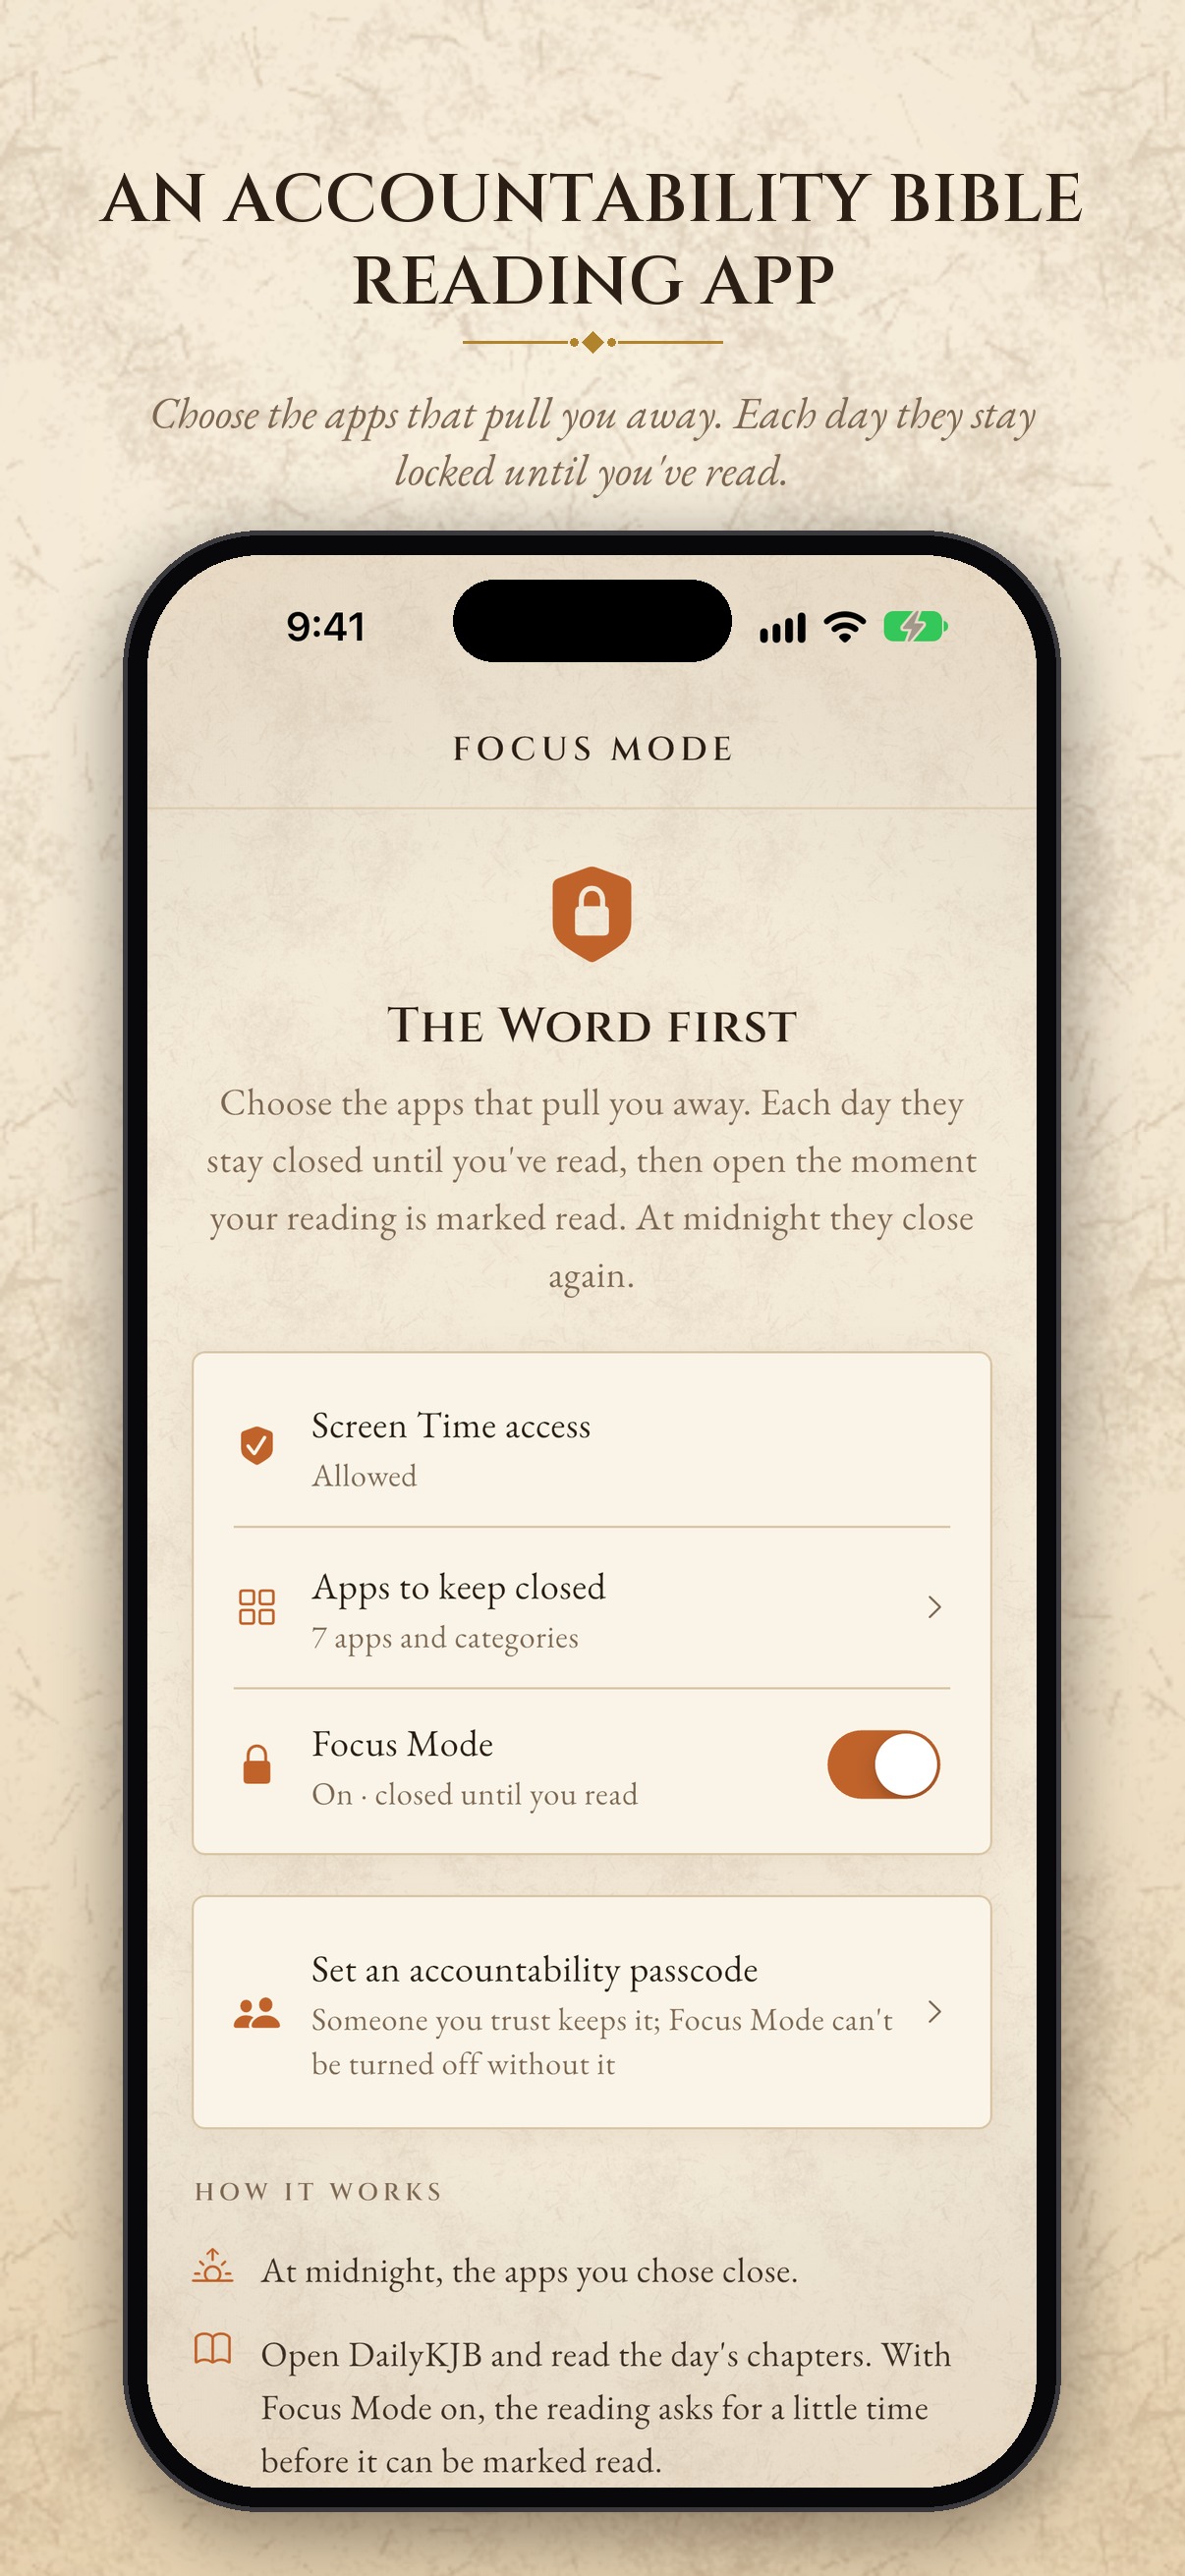 AN ACCOUNTABILITY BIBLE
READING APP
Choose the apps that pull you away. Each day they stay
locked until you've read.
9:41
FOCUS MODE
The Word first
Choose the apps that pull you away. Each day they
stay closed until you've read, then open the moment
your reading is marked read. At midnight they close
again.
Screen Time access
Allowed
Apps to keep closed
7 apps and categories
Focus Mode
On · closed until you read
Set an accountability passcode
Someone you trust keeps it; Focus Mode can't
be turned off without it
HOW IT WORKS
At midnight, the apps you chose close.
Open DailyKJB and read the day's chapters. With
Focus Mode on, the reading asks for a little time
before it can be marked read.